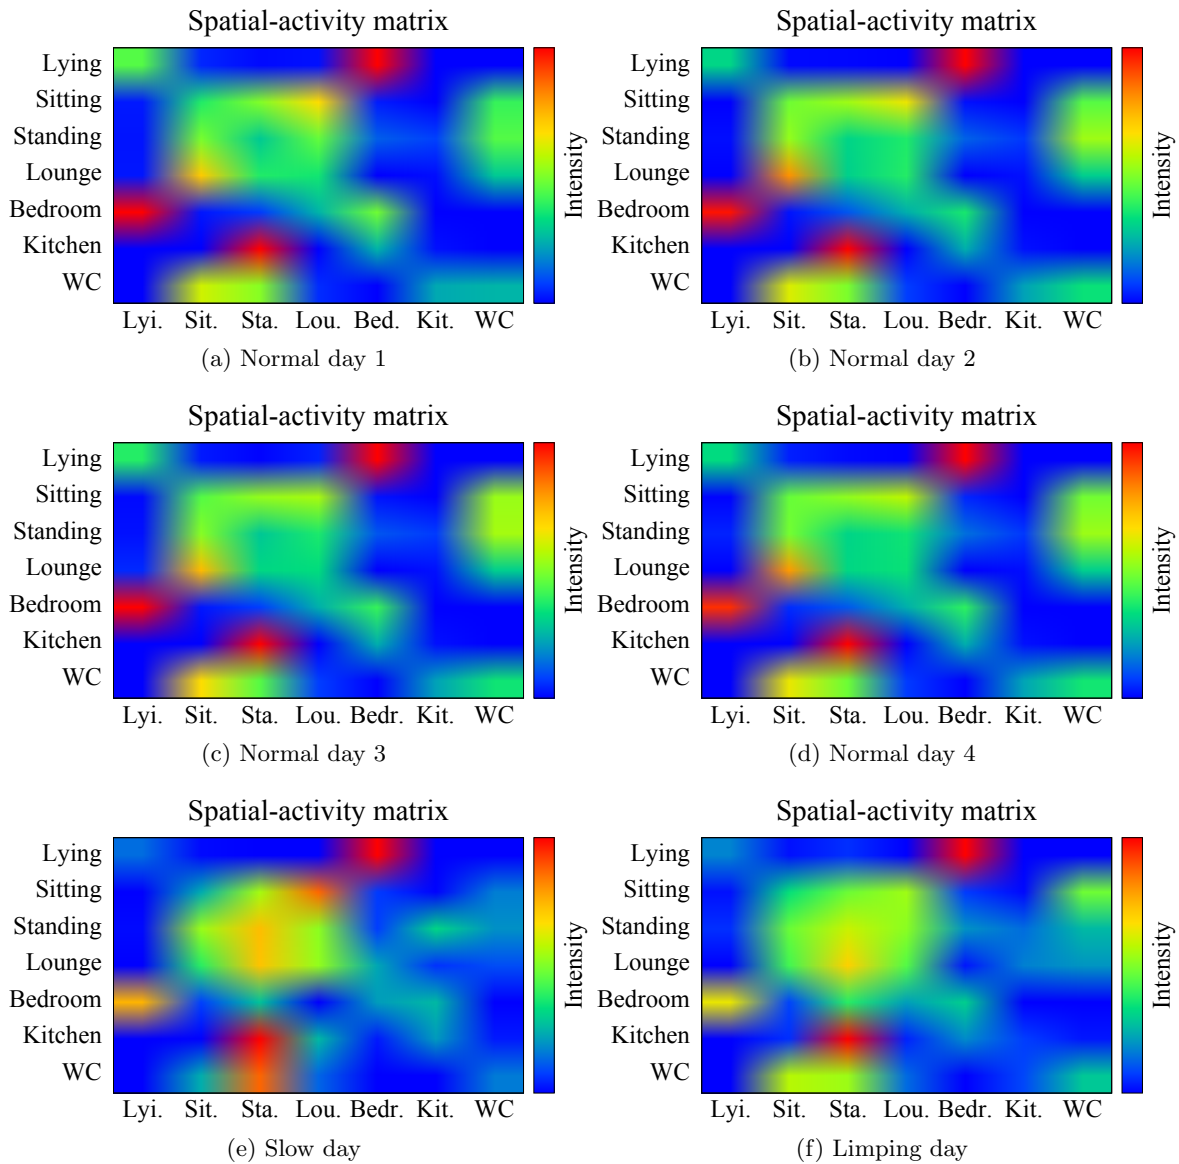 Spatial-activity matrix
Spatial-activity matrix
Lying
Sitting
Standing
Lounge
Bedroom
Kitchen
WC
Intensity
Lyi. Sit. Sta. Lou. Bed. Kit. WC
(a) Normal day 1
Lying
Sitting
Standing
Lounge
Bedroom
Kitchen
WC
Intensity
Lyi. Sit. Sta. Lou. Bedr. Kit. WC
(b) Normal day 2
Spatial-activity matrix
Lying
Sitting
Standing
Lounge
Bedroom
Kitchen
WC
Intensity
Lyi. Sit. Sta. Lou. Bedr. Kit. WC
(c) Normal day 3
Spatial-activity matrix
Lying
Sitting
Standing
Lounge
Bedroom
Kitchen
WC
Intensity
Lyi. Sit. Sta. Lou. Bedr. Kit. WC
(d) Normal day 4
Spatial-activity matrix
Lying
Sitting
Standing
Lounge
Bedroom
Kitchen
WC
Intensity
Lyi. Sit. Sta. Lou. Bedr. Kit. WC
(e) Slow day
Spatial-activity matrix
Lying
Sitting
Standing
Lounge
Bedroom
Kitchen
WC
Intensity
Lyi. Sit. Sta. Lou. Bedr. Kit. WC
(f) Limping day